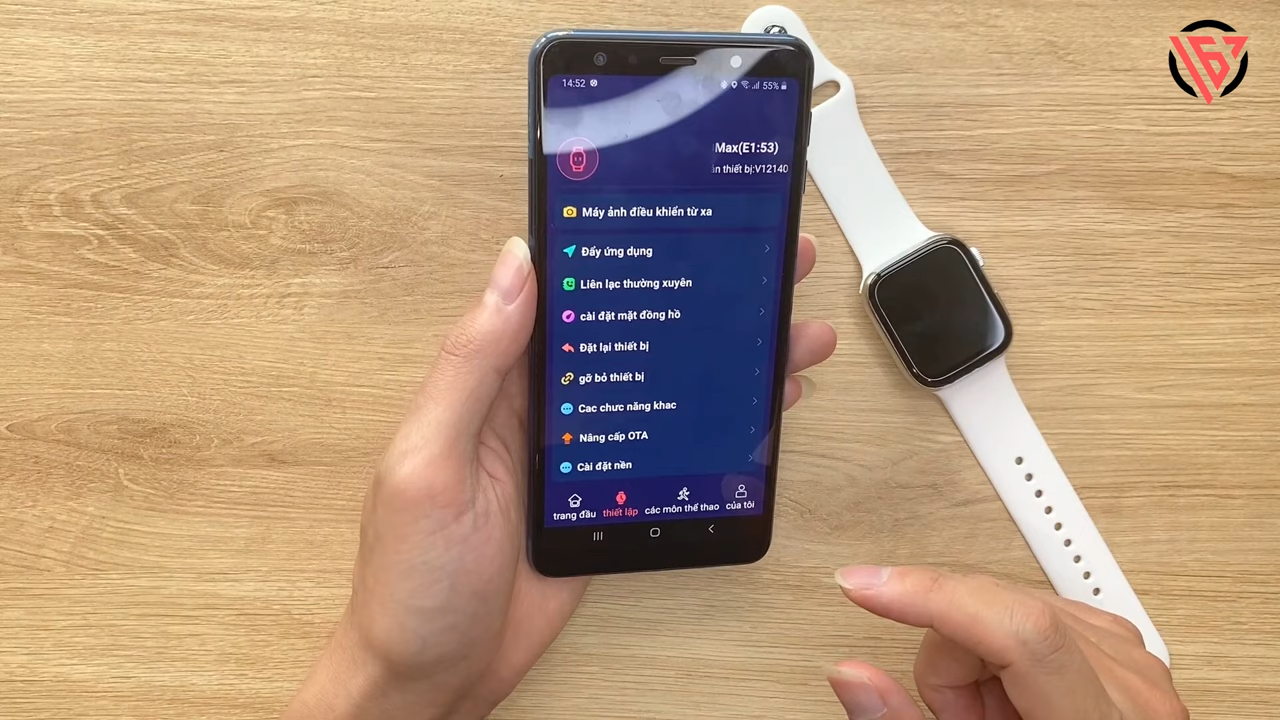 14:52
55%
Max(E1:53)
ản thiết bị:V12140
Máy ảnh điều khiển từ xa
Đẩy ứng dụng
Liên lạc thường xuyên
cài đặt mặt đồng hồ
Đặt lại thiết bị
gỡ bỏ thiết bị
Cac chưc năng khac
Nâng cấp OTA
Cài đặt nền
trang đầu
thiết lập
các môn thể thao
của tôi